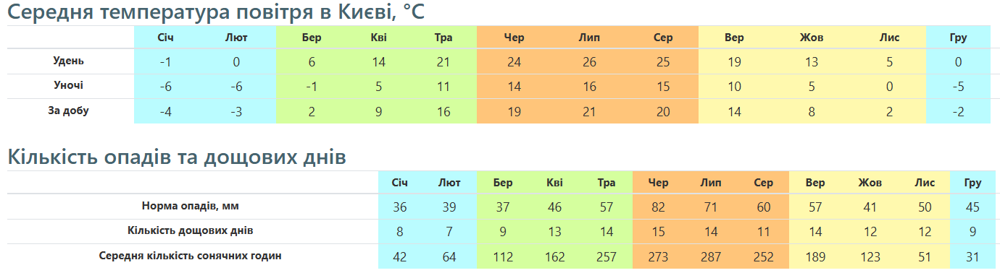 Середня температура повітря в Києві, °C
Січ Лют Бер Кві Тра Чер Лип Сер Вер Жов Лис Гру
Удень -1 0 6 14 21 24 26 25 19 13 5 0
Уночі -6 -6 -1 5 11 14 16 15 10 5 0 -5
За добу -4 -3 2 9 16 19 21 20 14 8 2 -2
Кількість опадів та дощових днів
Січ Лют Бер Кві Тра Чер Лип Сер Вер Жов Лис Гру
Норма опадів, мм 36 39 37 46 57 82 71 60 57 41 50 45
Кількість дощових днів 8 7 9 13 14 15 14 11 14 12 12 9
Середня кількість сонячних годин 42 64 112 162 257 273 287 252 189 123 51 31